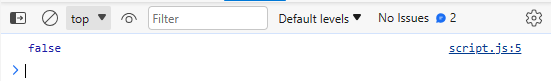 top Filter Default levels No Issues 2
false script.js:5